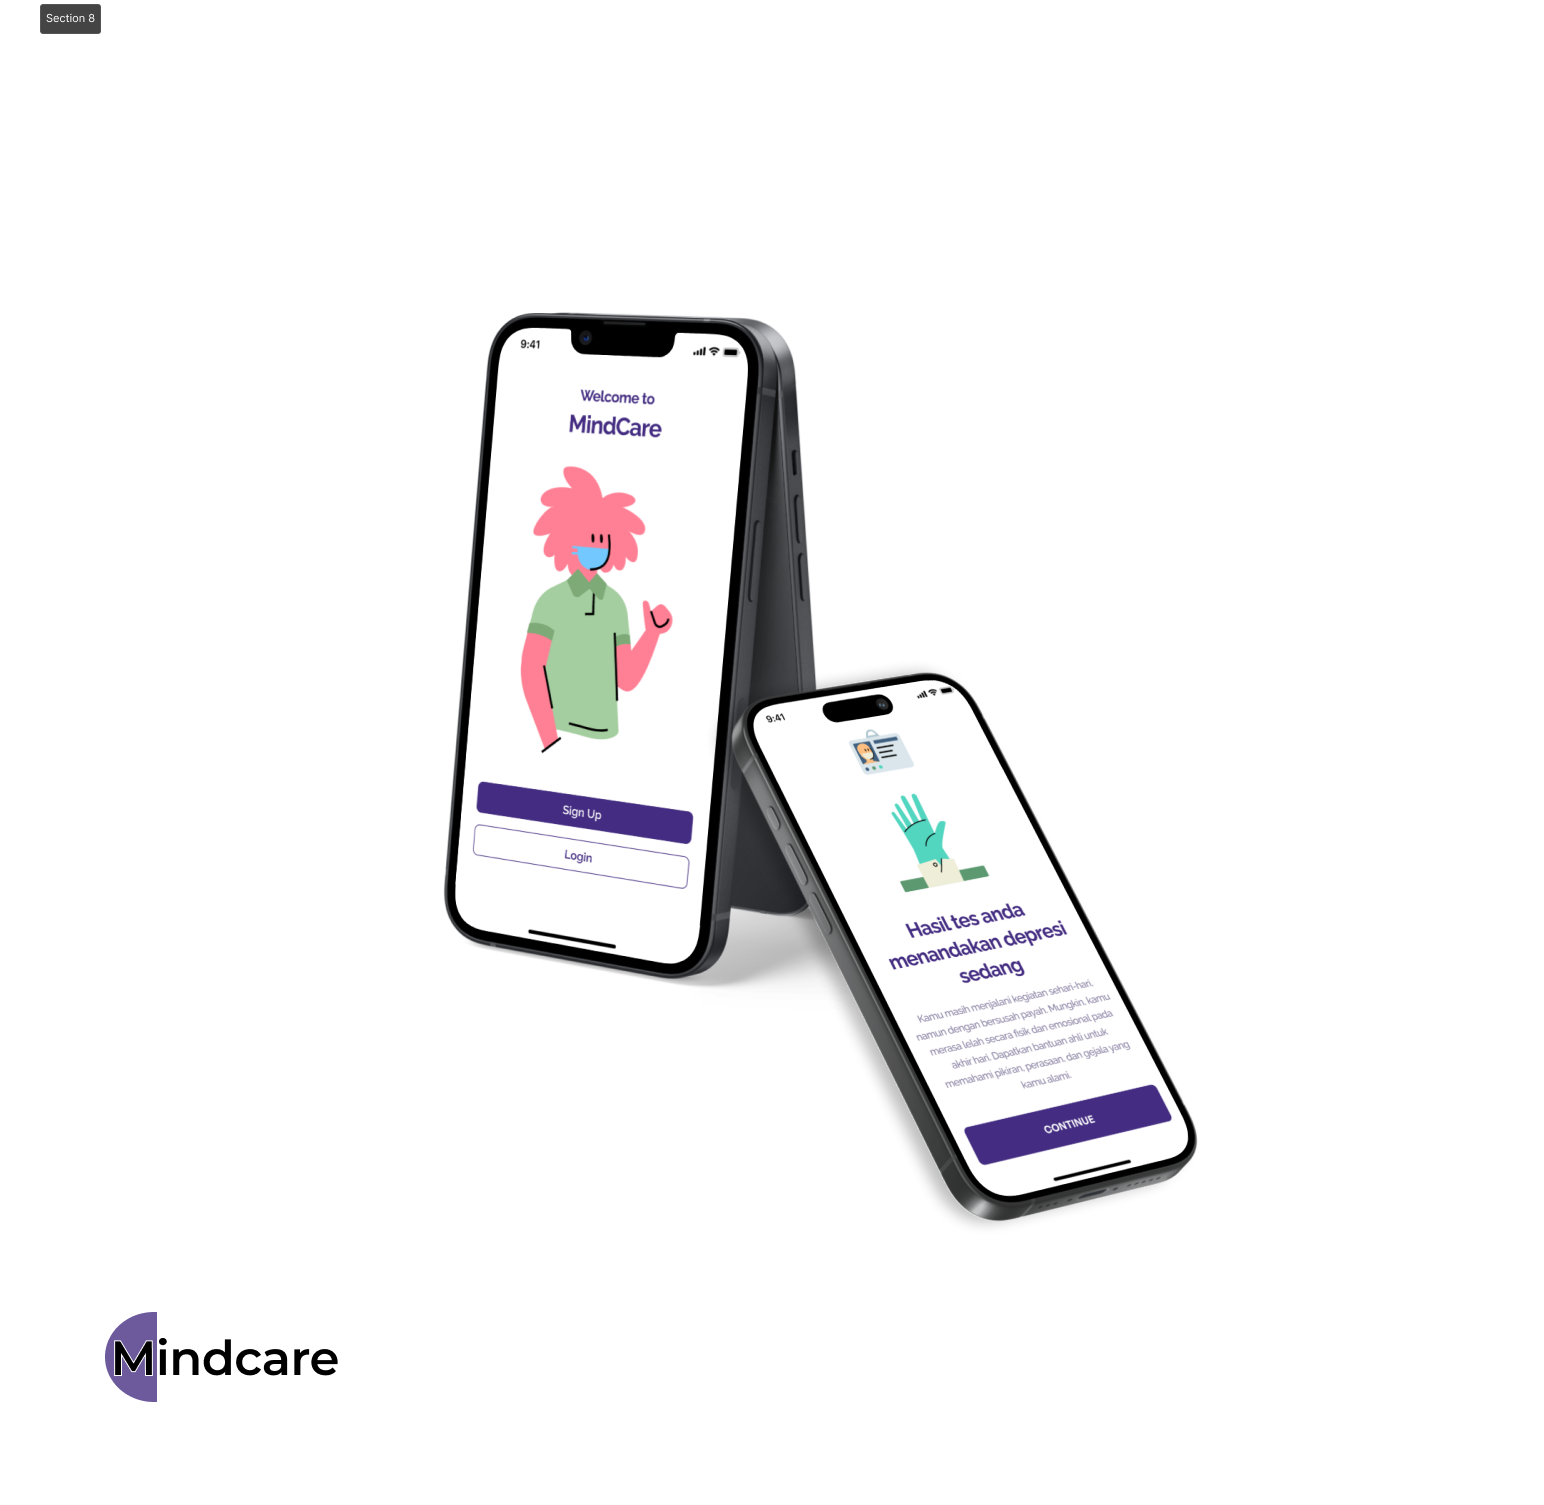 Section 8
9:41
Welcome to
MindCare
Sign Up
Login
9:41
Hasil tes anda
menandakan depresi
sedang
Kamu masih menjalani kegiatan sehari-hari,
namun dengan bersusah payah. Mungkin, kamu
merasa lelah secara fisik dan emosional pada
akhir hari. Dapatkan bantuan ahli untuk
memahami pikiran, perasaan, dan gejala yang
kamu alami.
CONTINUE
Mindcare